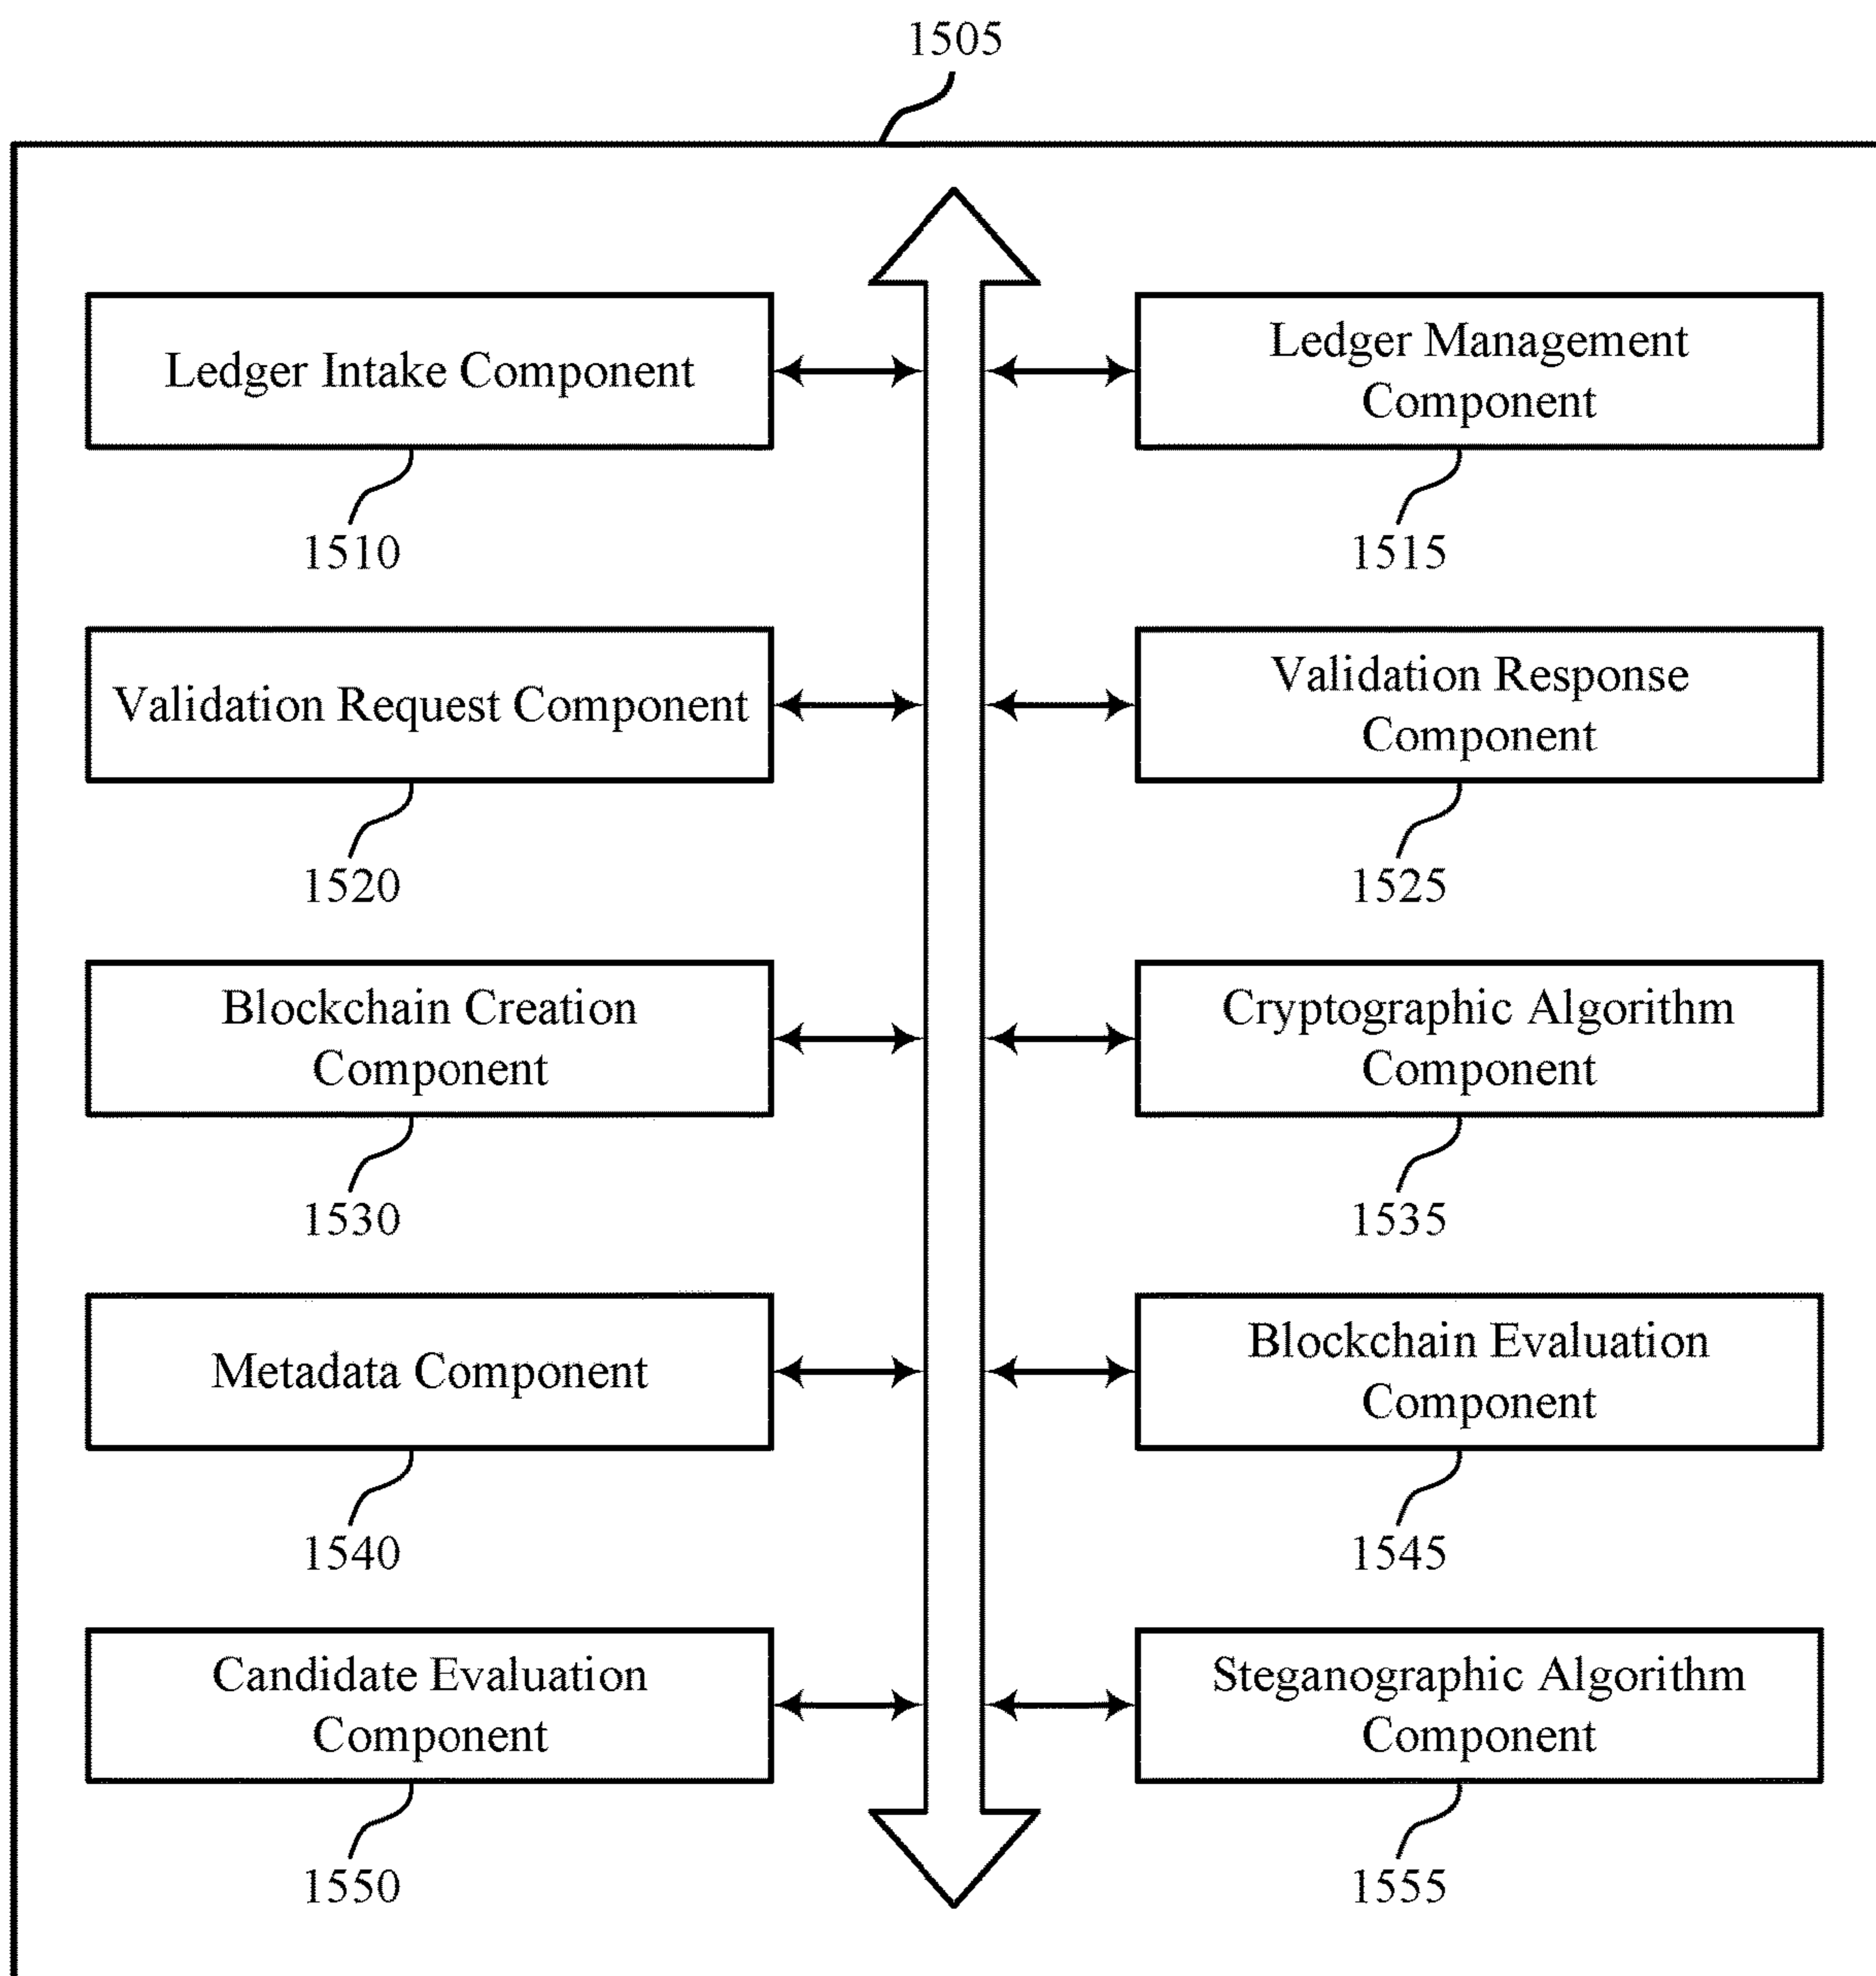 1505
Ledger Intake Component
1510
Ledger Management
Component
1515
Validation Request Component
1520
Validation Response
Component
1525
Blockchain Creation
Component
1530
Cryptographic Algorithm
Component
1535
Metadata Component
1540
Blockchain Evaluation
Component
1545
Candidate Evaluation
Component
1550
Steganographic Algorithm
Component
1555